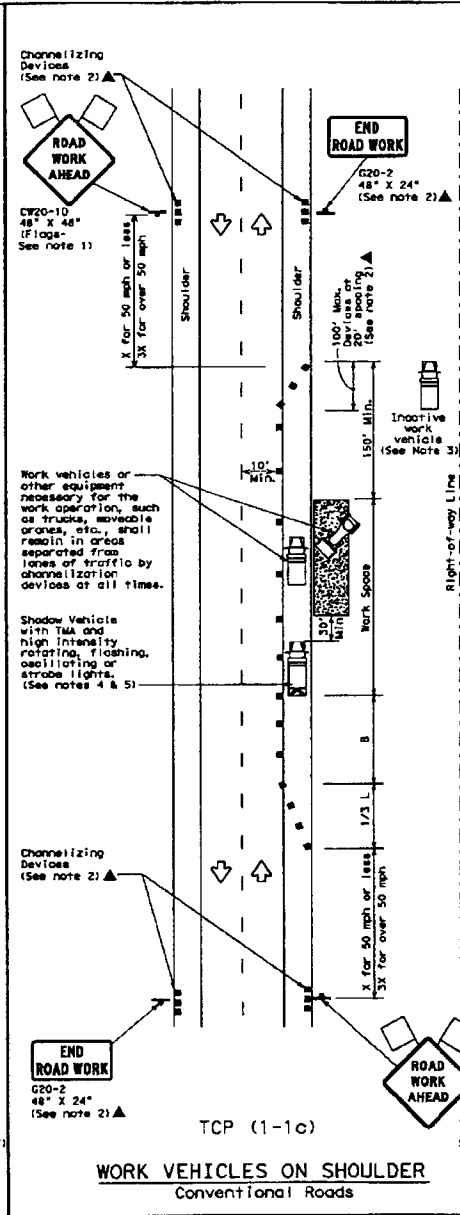 Channelizing
Devices
(See note 2)▲
ROAD
WORK
AHEAD
CW20-1D
48" X 48"
(Flags-
See note 1)
X for 50 mph or less
3X for over 50 mph
Shoulder
Shoulder
END
ROAD WORK
G20-2
48" X 24"
(See note 2)▲
100' Max.
Devices at
20' spacing
(See note 2)▲
150' Min.
Inactive
work
vehicle
(See Note 3)
Right-of-way Line
10'
Min.
Work vehicles or
other equipment
necessary for the
work operation, such
as trucks, moveable
cranes, etc., shall
remain in areas
separated from
lanes of traffic by
channelization
devices at all times.
Work Space
30'
Min
Shadow Vehicle
with TMA and
high intensity
rotating, flashing,
oscillating or
strobe lights.
(See notes 4 & 5)
B
1/3 L
Channelizing
Devices
(See note 2)▲
X for 50 mph or less
3X for over 50 mph
END
ROAD WORK
G20-2
48" X 24"
(See note 2)▲
ROAD
WORK
AHEAD
TCP (1-1c)
WORK VEHICLES ON SHOULDER
Conventional Roads